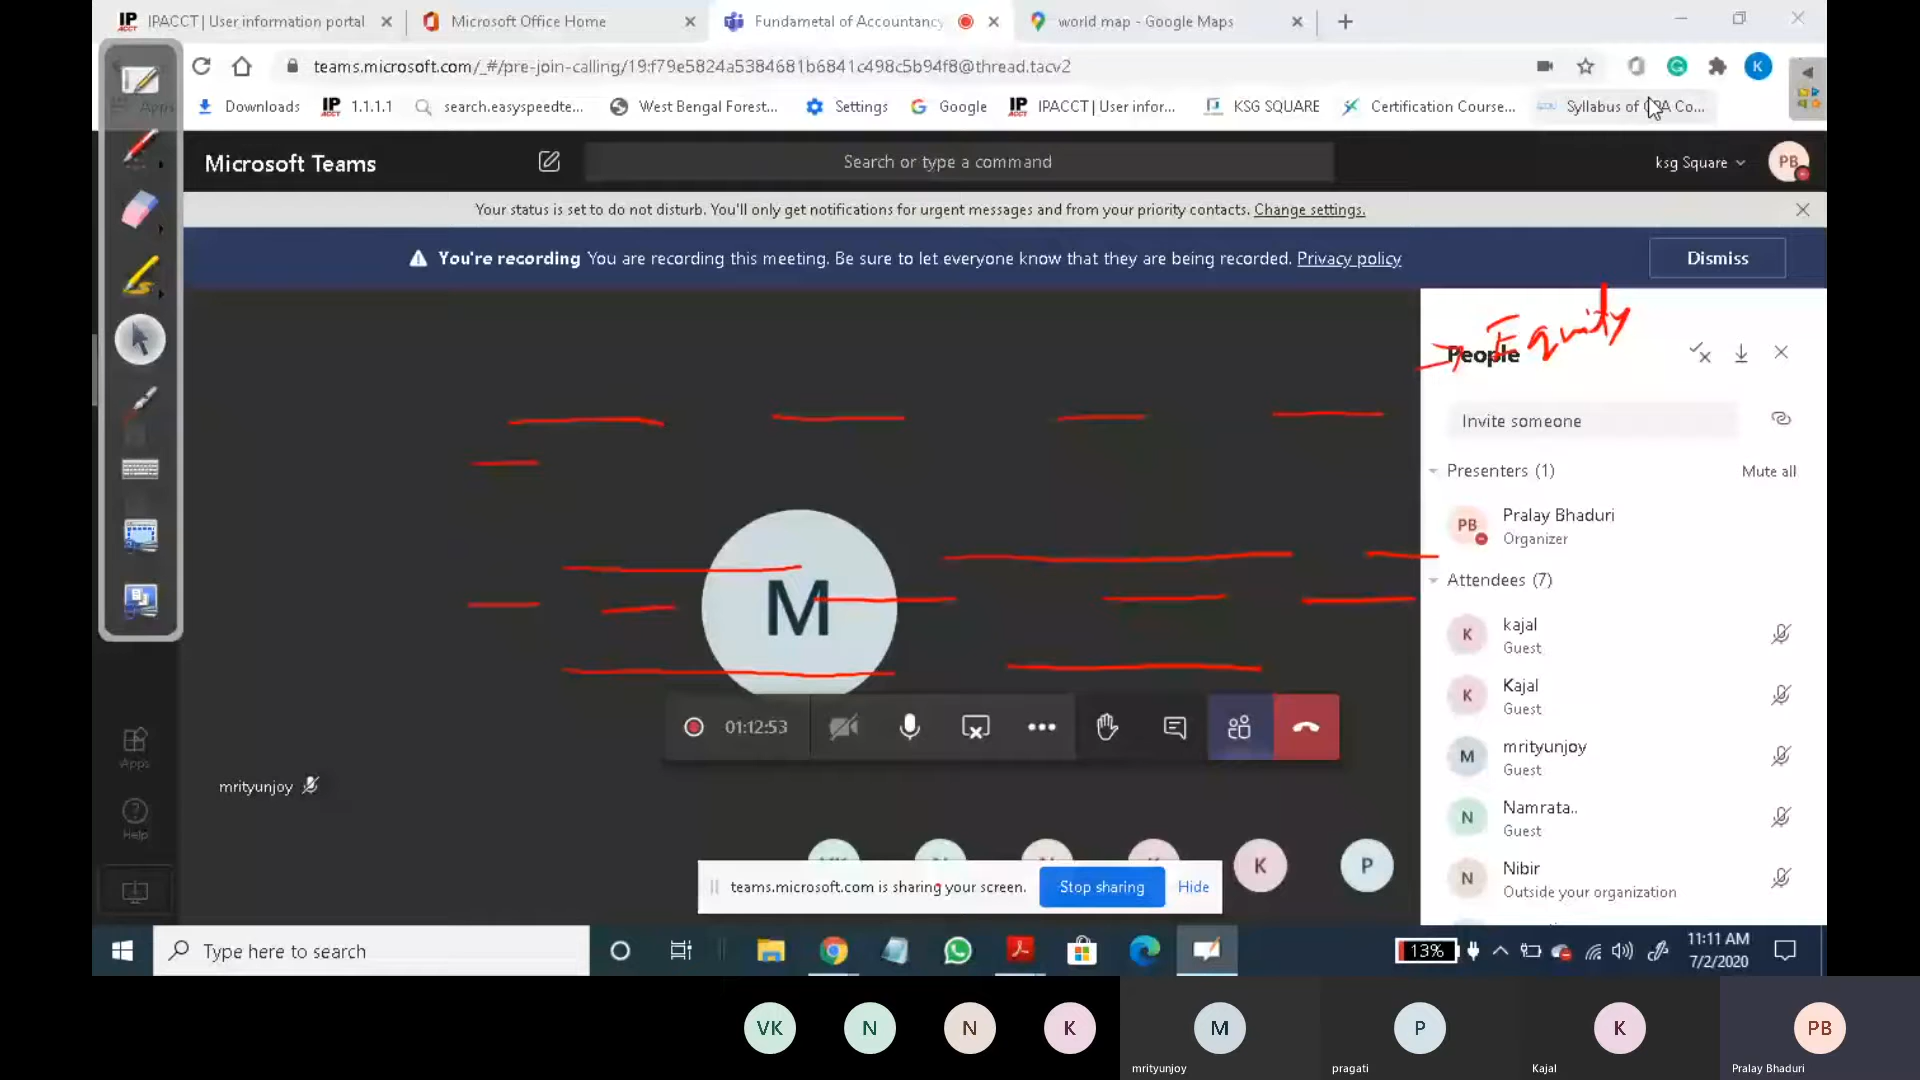 IPACCT | User information portal
Microsoft Office Home
Fundametal of Accountancy
world map - Google Maps
teams.microsoft.com/_#/pre-join-calling/19:f79e5824a5384681b6841c498c5b94f8@thread.tacv2
K
Apps
Downloads
1.1.1.1
search.easyspeedte...
West Bengal Forest...
Settings
Google
IPACCT | User infor...
KSG SQUARE
Certification Course...
Syllabus of
Co...
Microsoft Teams
Search or type a command
ksg Square
PB
Your status is set to do not disturb. You'll only get notifications for urgent messages and from your priority contacts. Change settings.
You're recording You are recording this meeting. Be sure to let everyone know that they are being recorded. Privacy policy
Dismiss
Equity
People
Invite someone
Presenters (1)
Mute all
PB
Pralay Bhaduri
Organizer
Attendees (7)
K
kajal
Guest
K
Kajal
Guest
M
mrityunjoy
Guest
N
Namrata..
Guest
N
Nibir
Outside your organization
M
01:12:53
mrityunjoy
Apps
Help
K
P
teams.microsoft.com is sharing your screen.
Stop sharing
Hide
Type here to search
13%
11:11 AM
7/2/2020
VK
N
N
K
M
mrityunjoy
P
pragati
K
Kajal
PB
Pralay Bhaduri